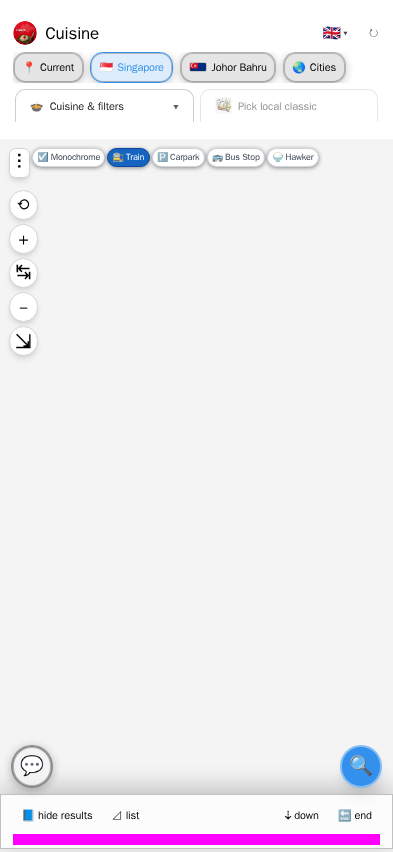 Cuisine
Current
Singapore
Johor Bahru
Cities
Cuisine & filters
Pick local classic
Monochrome
Train
Carpark
Bus Stop
Hawker
hide results
list
down
end